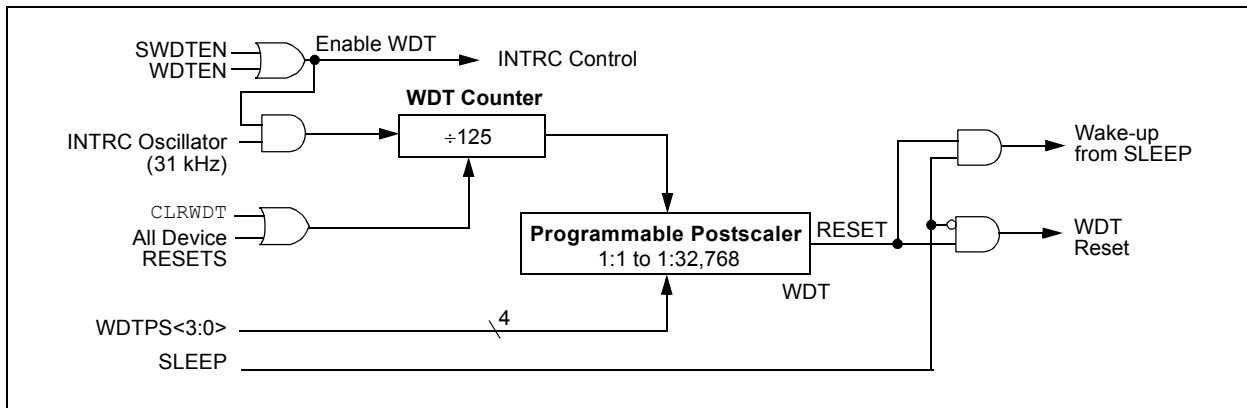 SWDTEN
WDTEN
Enable WDT
INTRC Control
WDT Counter
÷125
INTRC Oscillator
(31 kHz)
Wake-up
from SLEEP
CLRWDT
All Device
RESETS
Programmable Postscaler
1:1 to 1:32,768
RESET
WDT
WDT
Reset
4
WDTPS<3:0>
SLEEP